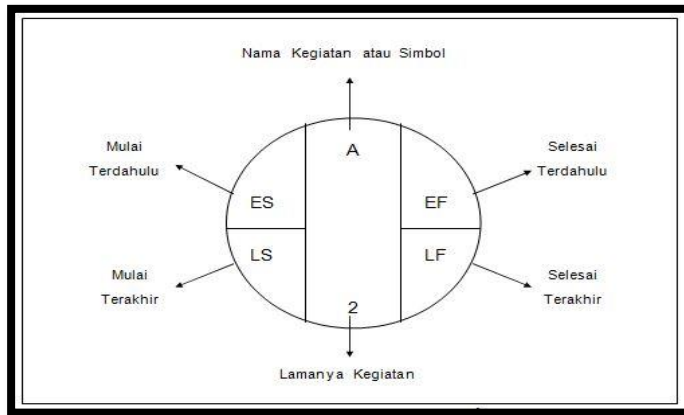 Nama Kegiatan atau Simbol
Mulai
Terdahulu
A
Selesai
Terdahulu
ES
EF
LS
LF
Mulai
Terakhir
Selesai
Terakhir
2
Lamanya Kegiatan